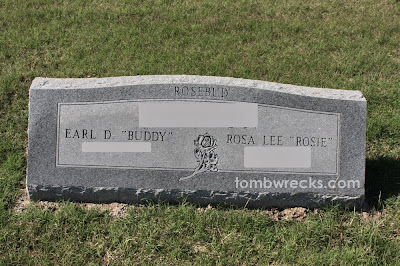 ROSEBUD
EARL D. "BUDDY"
ROSA LEE "ROSIE"
tombwrecks.com